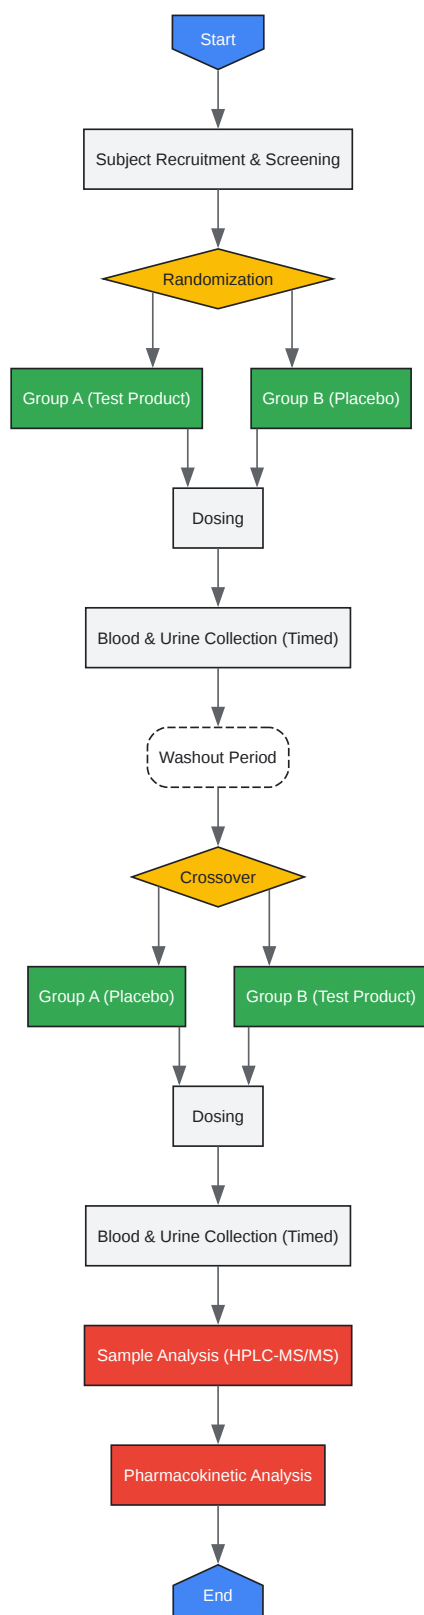 Start
Subject Recruitment & Screening
Randomization
Group A (Test Product)
Group B (Placebo)
Dosing
Blood & Urine Collection (Timed)
Washout Period
Crossover
Group A (Placebo)
Group B (Test Product)
Dosing
Blood & Urine Collection (Timed)
Sample Analysis (HPLC-MS/MS)
Pharmacokinetic Analysis
End